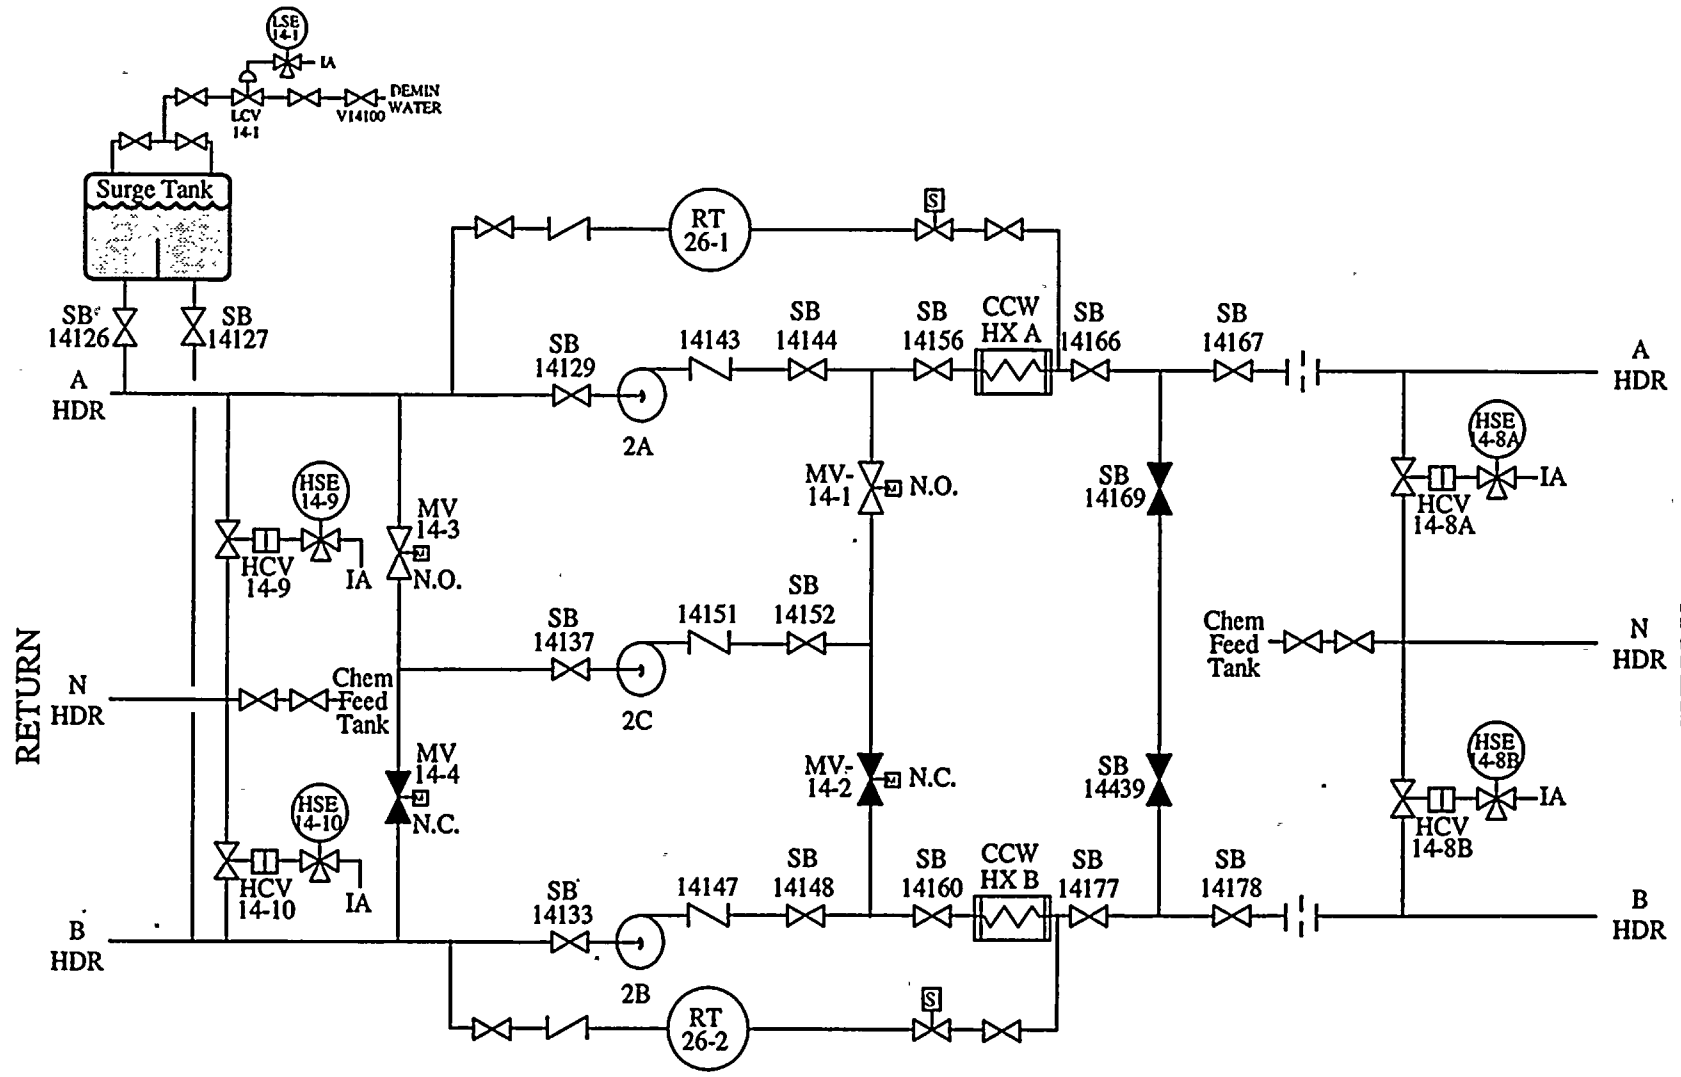 LSE
14-1
IA
LCV
14-1
V14100
DEMIN
WATER
Surge Tank
SB
14126
SB
14127
A
HDR
RT
26-1
S
SB
14129
2A
14143
SB
14144
SB
14156
CCW
HX A
SB
14166
SB
14167
A
HDR
HSE
14-9
HCV
14-9
IA
MV
14-3
M
N.O.
MV-
14-1
M
N.O.
SB
14169
HSE
14-8A
IA
HCV
14-8A
RETURN
N
HDR
Chem
Feed
Tank
SB
14137
2C
14151
SB
14152
Chem
Feed
Tank
N
HDR
HSE
14-10
HCV
14-10
IA
MV
14-4
M
N.C.
MV-
14-2
M
N.C.
SB
14439
HSE
14-8B
IA
HCV
14-8B
B
HDR
SB
14133
2B
14147
SB
14148
SB
14160
CCW
HX B
SB
14177
SB
14178
B
HDR
RT
26-2
S